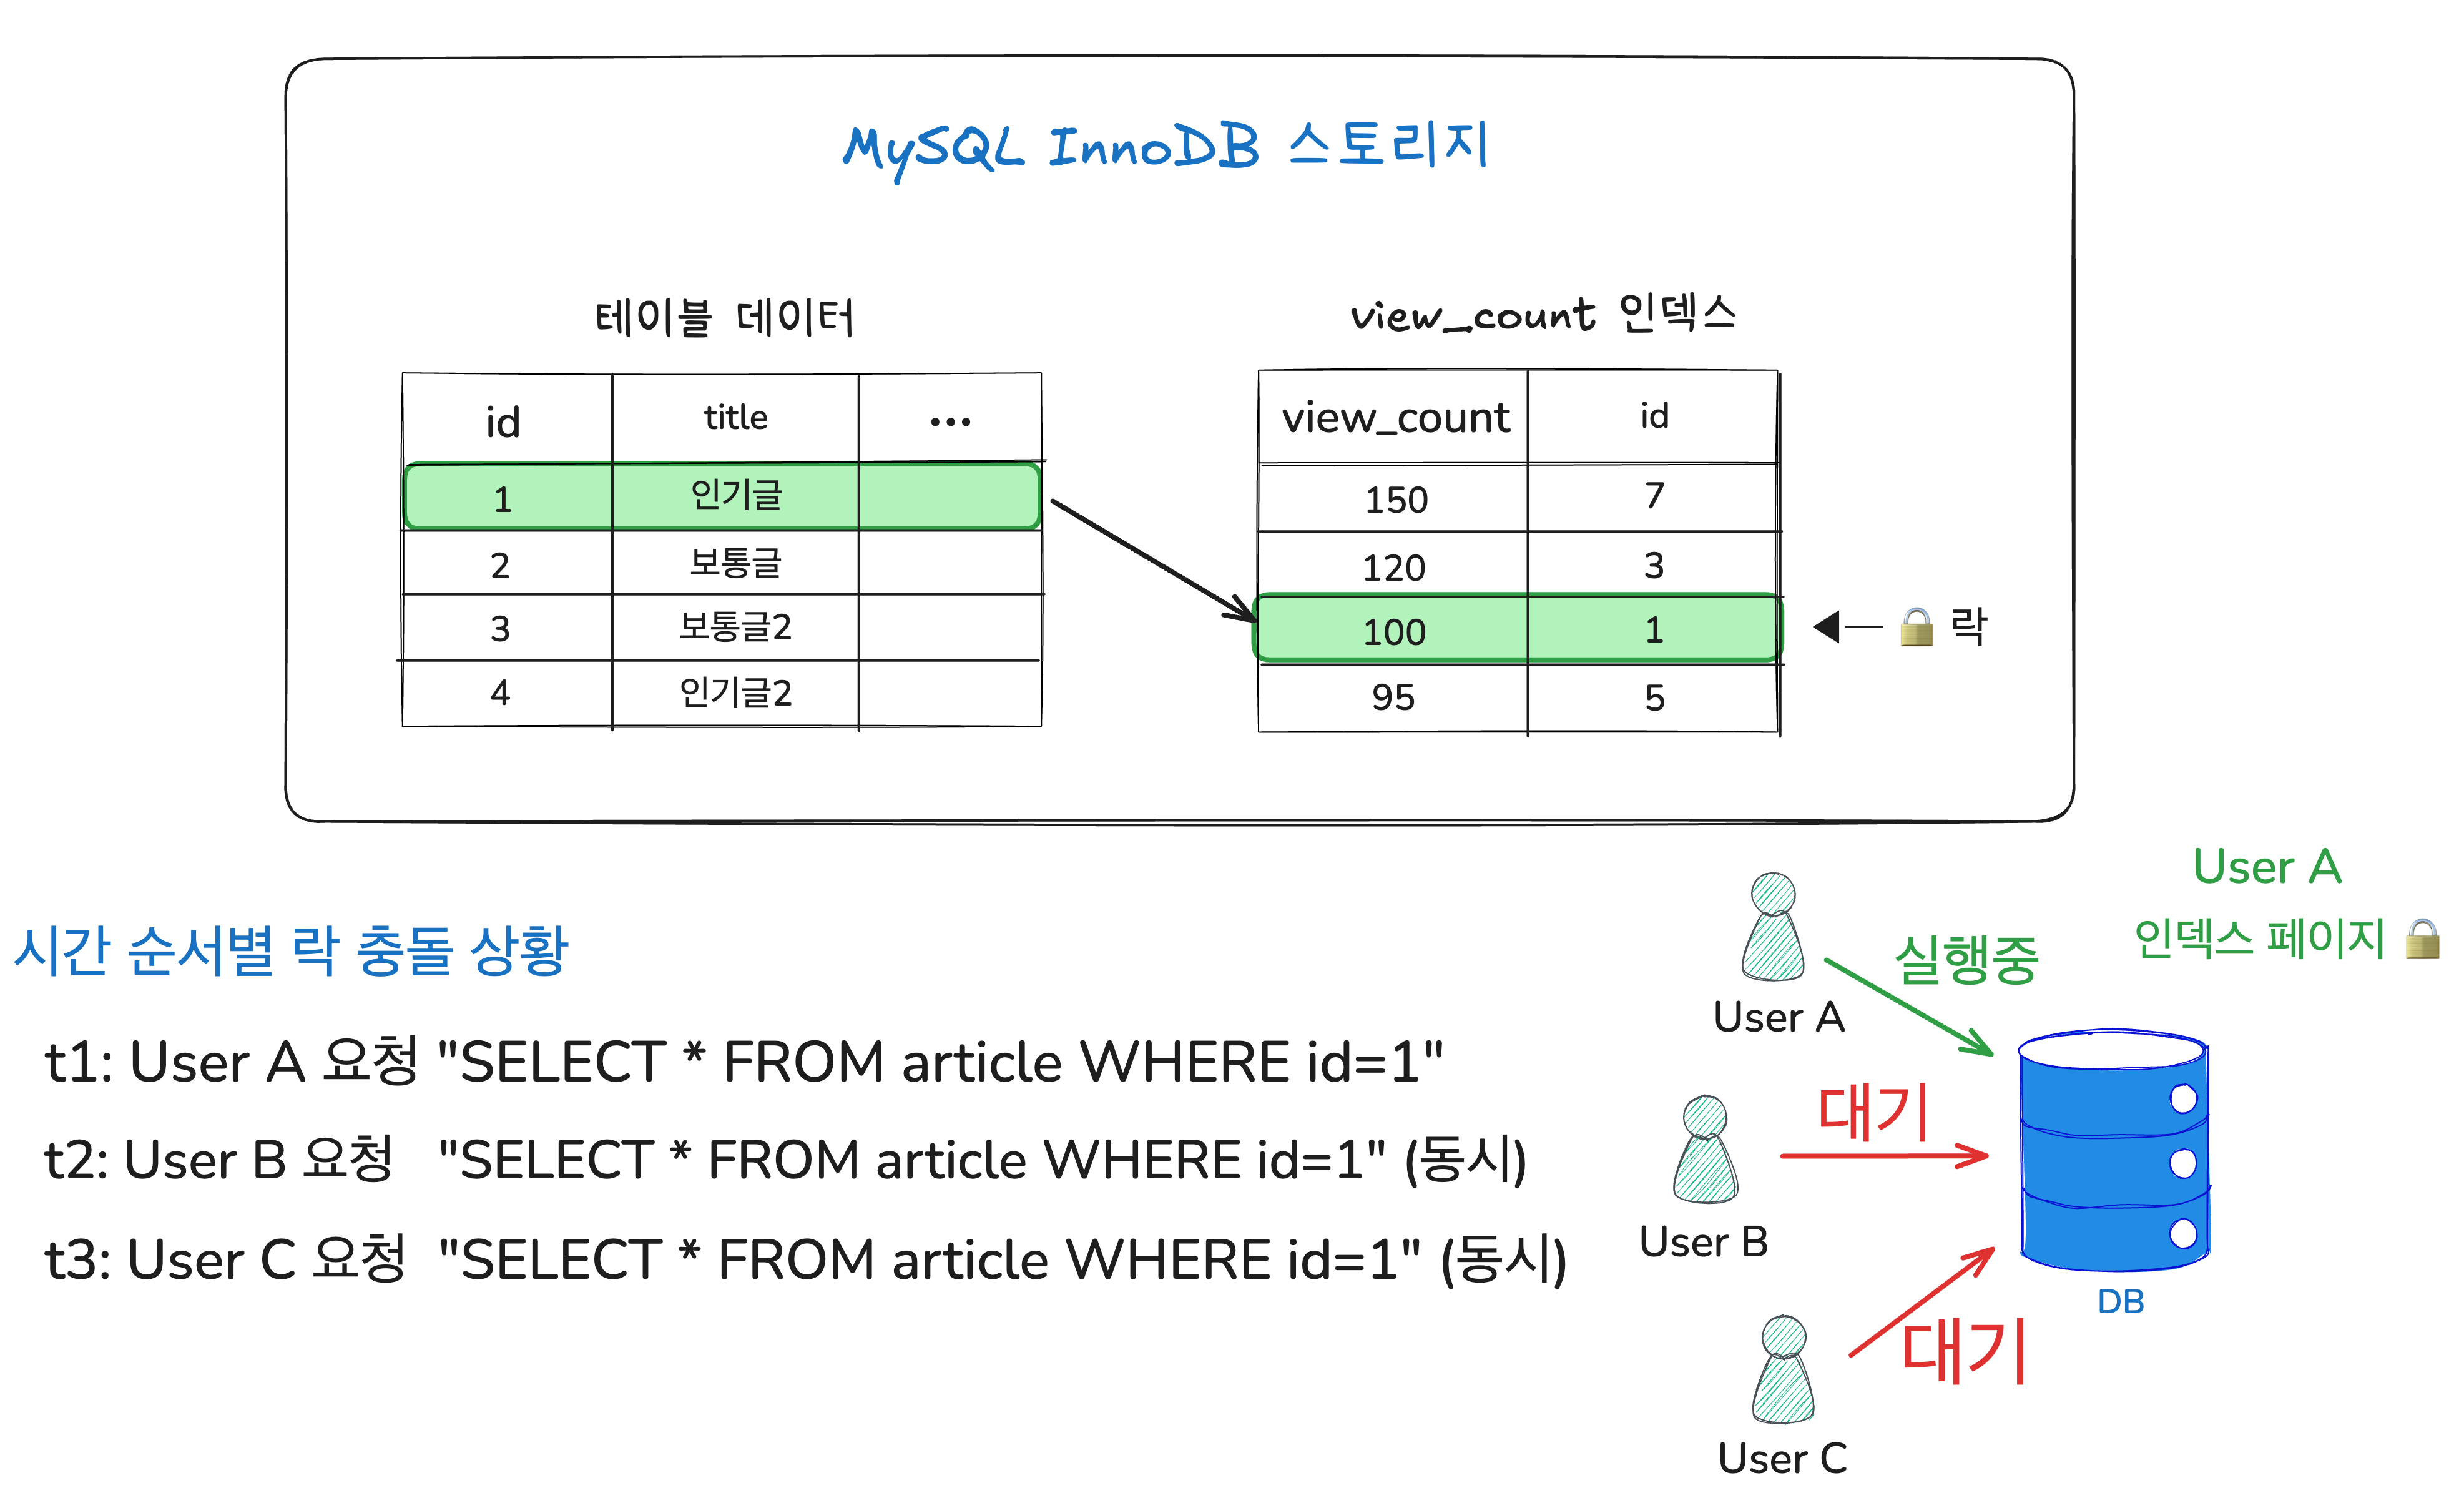 MySQL InnoDB 스토리지
테이블 데이터
id title ...
1 인기글
2 보통글
3 보통글2
4 인기글2
view_count 인덱스
view_count id
150 7
120 3
100 1
95 5
🔒 락
시간 순서별 락 충돌 상황
t1: User A 요청 "SELECT * FROM article WHERE id=1"
t2: User B 요청 "SELECT * FROM article WHERE id=1" (동시)
t3: User C 요청 "SELECT * FROM article WHERE id=1" (동시)
User A
인덱스 페이지 🔒
실행중
User A
대기
User B
대기
User C
DB